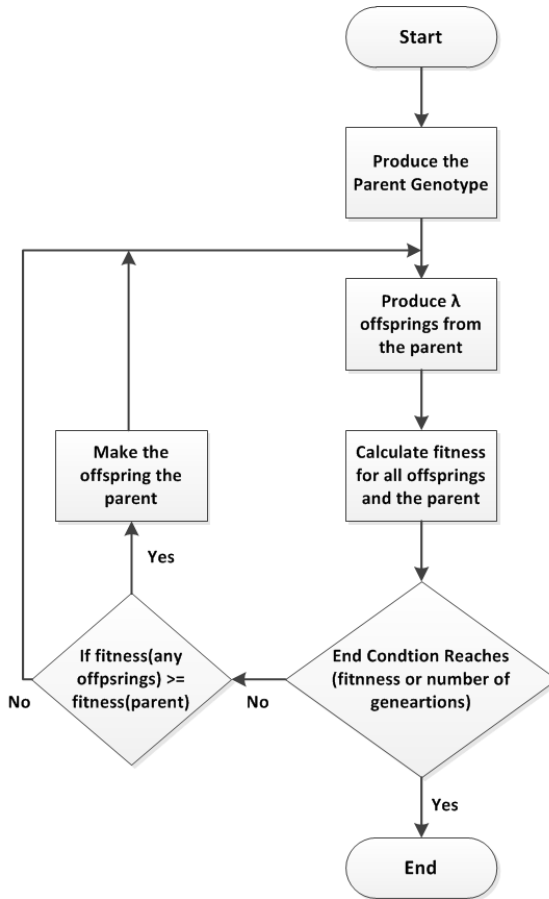 Start
Produce the
Parent Genotype
Produce λ
offsprings from
the parent
Make the
offspring the
parent
Calculate fitness
for all offsprings
and the parent
Yes
If fitness(any
offpsrings) >=
fitness(parent)
No
No
End Condtion Reaches
(fitnness or number of
geneartions)
Yes
End